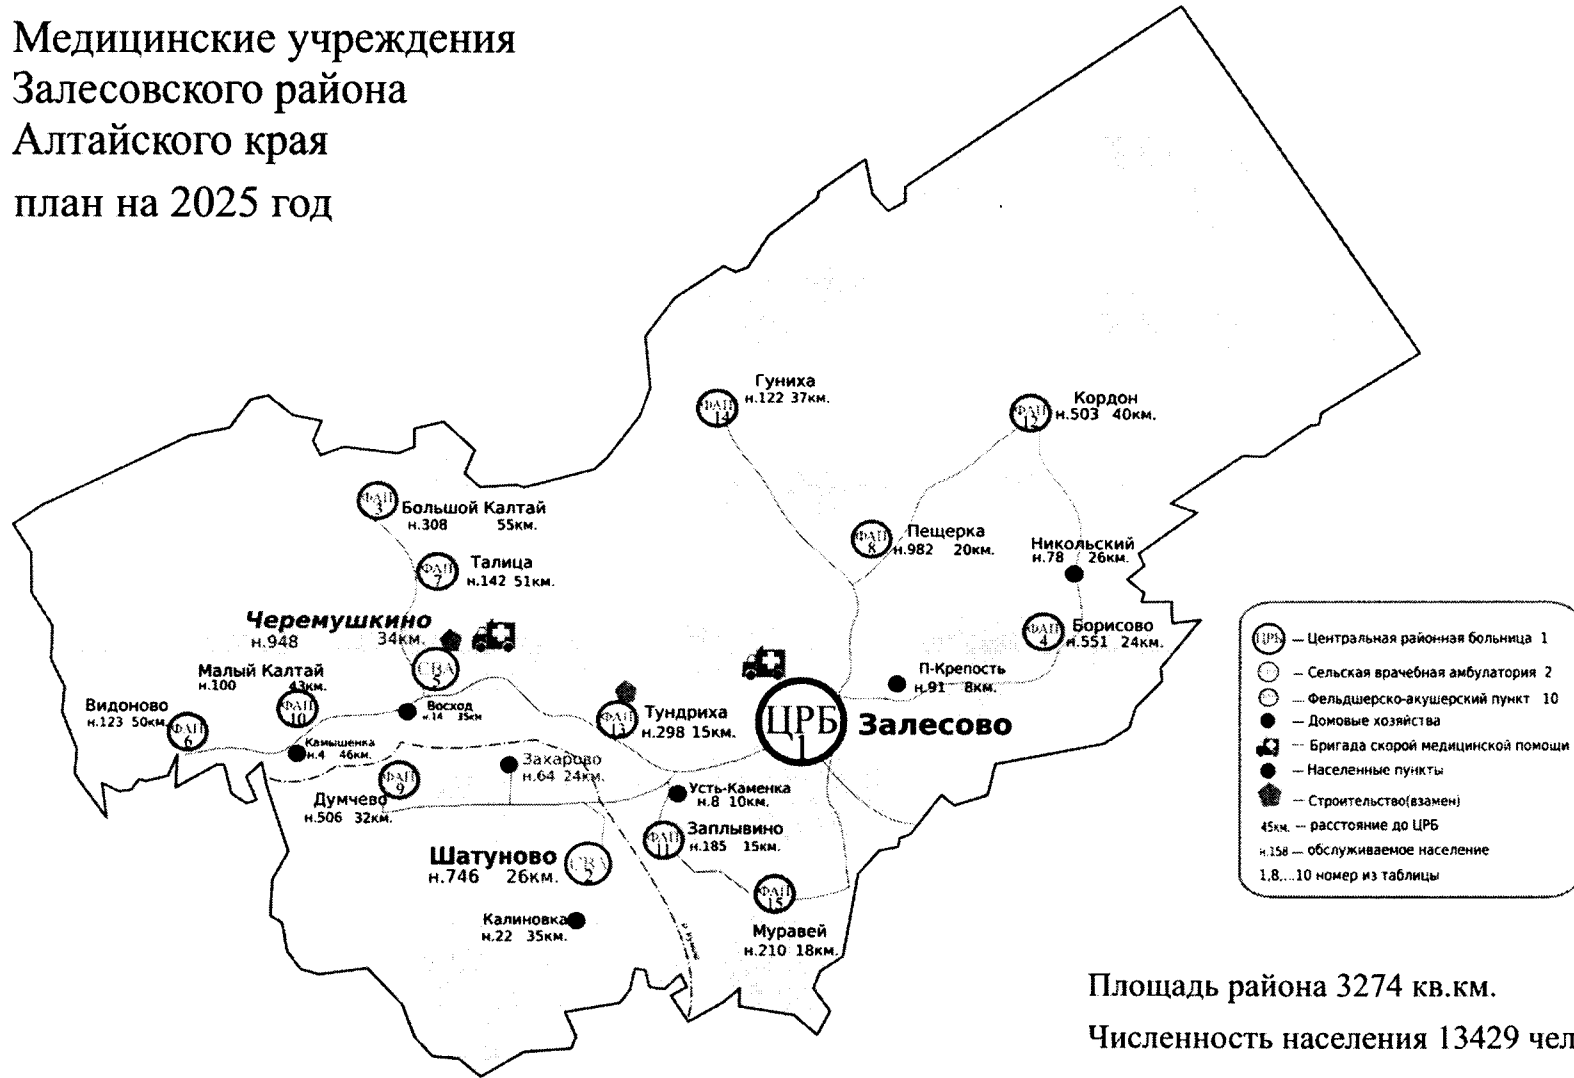 Медицинские учреждения
Залесовского района
Алтайского края
план на 2025 год
Гуниха
н.122 37км.
ФАП
14
Кордон
н.503 40км.
ФАП
12
ФАП
3
Большой Калтай
н.308 55км.
ФАП
8
Пещерка
н.982 20км.
Никольский
н.78 26км.
ФАП
7
Талица
н.142 51км.
Черемушкино
н.948 34км.
СВА
5
ФАП
4
Борисово
н.551 24км.
Малый Калтай
н.100 43км.
ФАП
10
П-Крепость
н.91 8км.
Видоново
н.123 50км.
ФАП
6
Восход
н.14 35км
ФАП
13
Тундриха
н.298 15км.
ЦРБ
1
Залесово
Камышенка
н.4 46км.
Захарово
н.64 24км.
ФАП
9
Думчево
н.506 32км.
Усть-Каменка
н.8 10км.
ФАП
11
Заплывино
н.185 15км.
Шатуново
н.746 26км.
СВА
2
ФАП
15
Муравей
н.210 18км.
Калиновка
н.22 35км.
ЦРБ – Центральная районная больница 1
– Сельская врачебная амбулатория 2
– Фельдшерско-акушерский пункт 10
– Домовые хозяйства
– Бригада скорой медицинской помощи
– Населенные пункты
– Строительство(взамен)
45км. – расстояние до ЦРБ
н.158 – обслуживаемое население
1,8,...10 номер из таблицы
Площадь района 3274 кв.км.
Численность населения 13429 чел